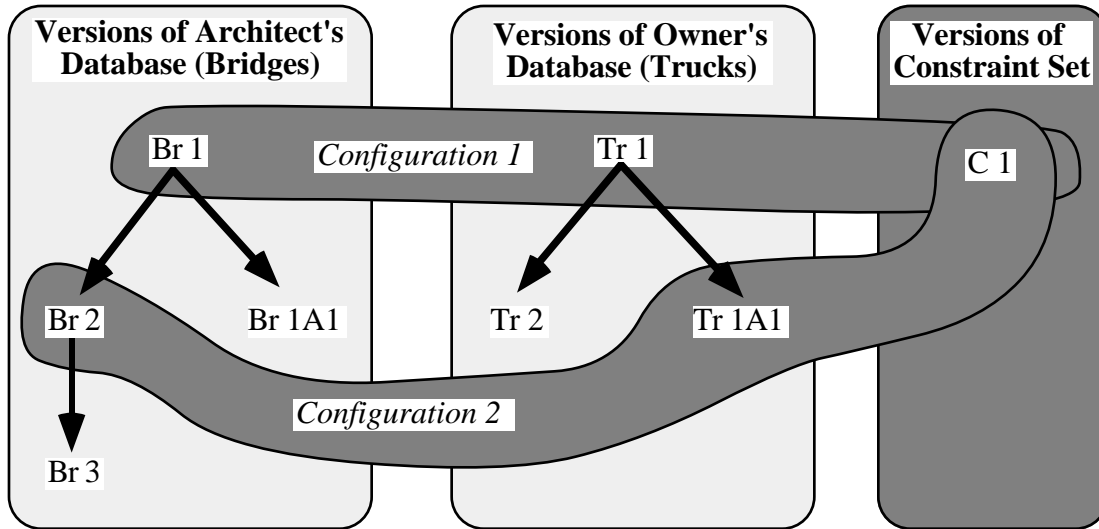 Versions of Architect's
Database (Bridges)
Versions of Owner's
Database (Trucks)
Versions of
Constraint Set
Br 1
Configuration 1
Tr 1
C 1
Br 2
Br 1A1
Tr 2
Tr 1A1
Configuration 2
Br 3